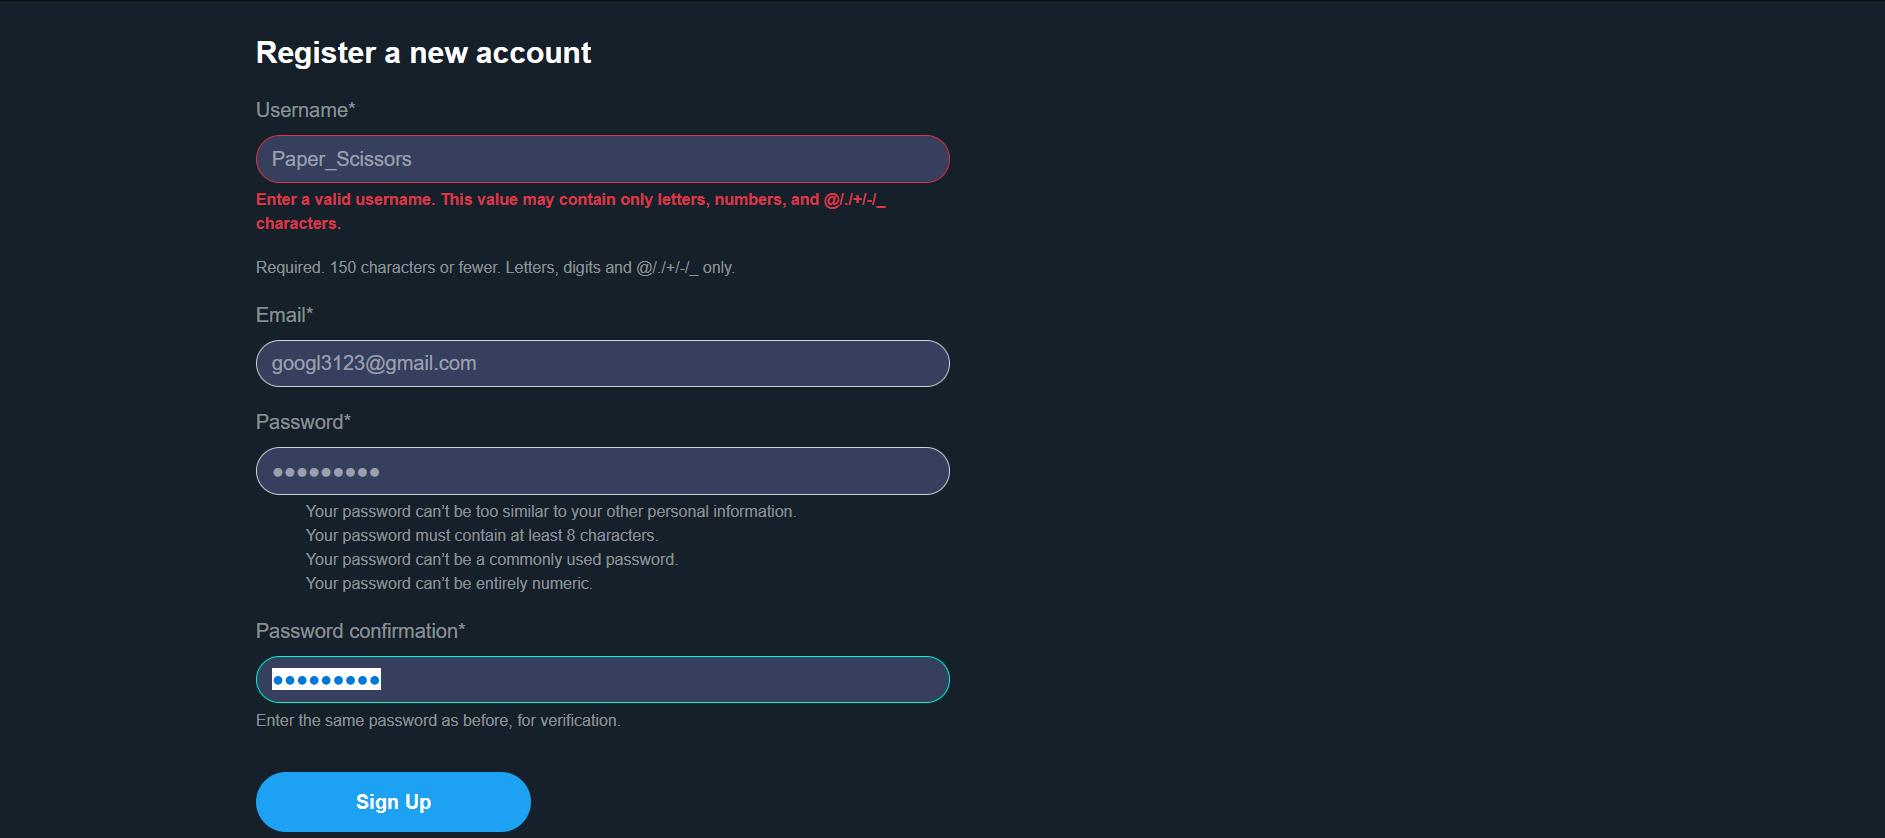 Register a new account
Username*
Paper_Scissors
Enter a valid username. This value may contain only letters, numbers, and @/./+/-/_
characters.
Required. 150 characters or fewer. Letters, digits and @/./+/-/_ only.
Email*
googl3123@gmail.com
Password*
●●●●●●●●●
Your password can’t be too similar to your other personal information.
Your password must contain at least 8 characters.
Your password can’t be a commonly used password.
Your password can’t be entirely numeric.
Password confirmation*
●●●●●●●●●
Enter the same password as before, for verification.
Sign Up